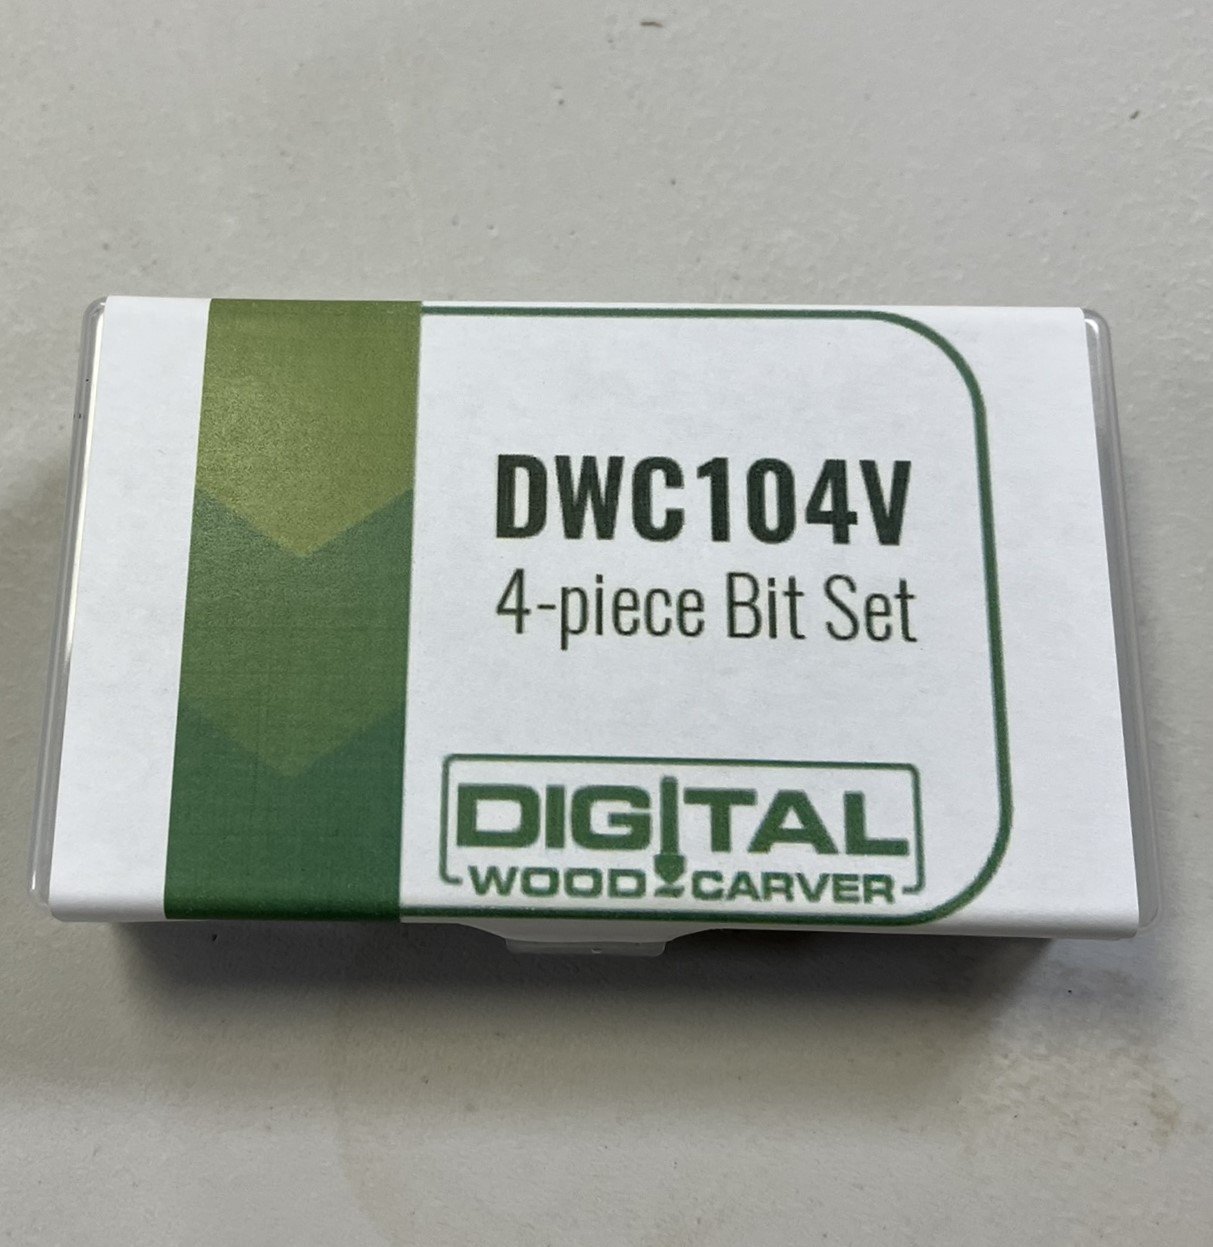 DWC104V
4-piece Bit Set
DIGITAL
WOOD CARVER